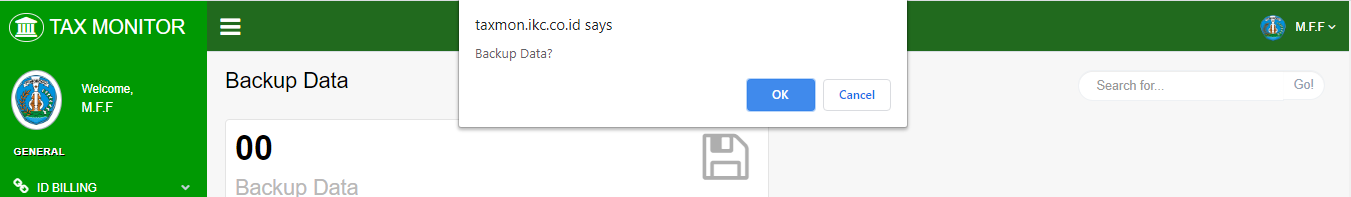 TAX MONITOR
taxmon.ikc.co.id says
Backup Data?
OK
Cancel
M.F.F
Welcome,
M.F.F
Backup Data
Search for...
Go!
GENERAL
00
Backup Data
ID BILLING